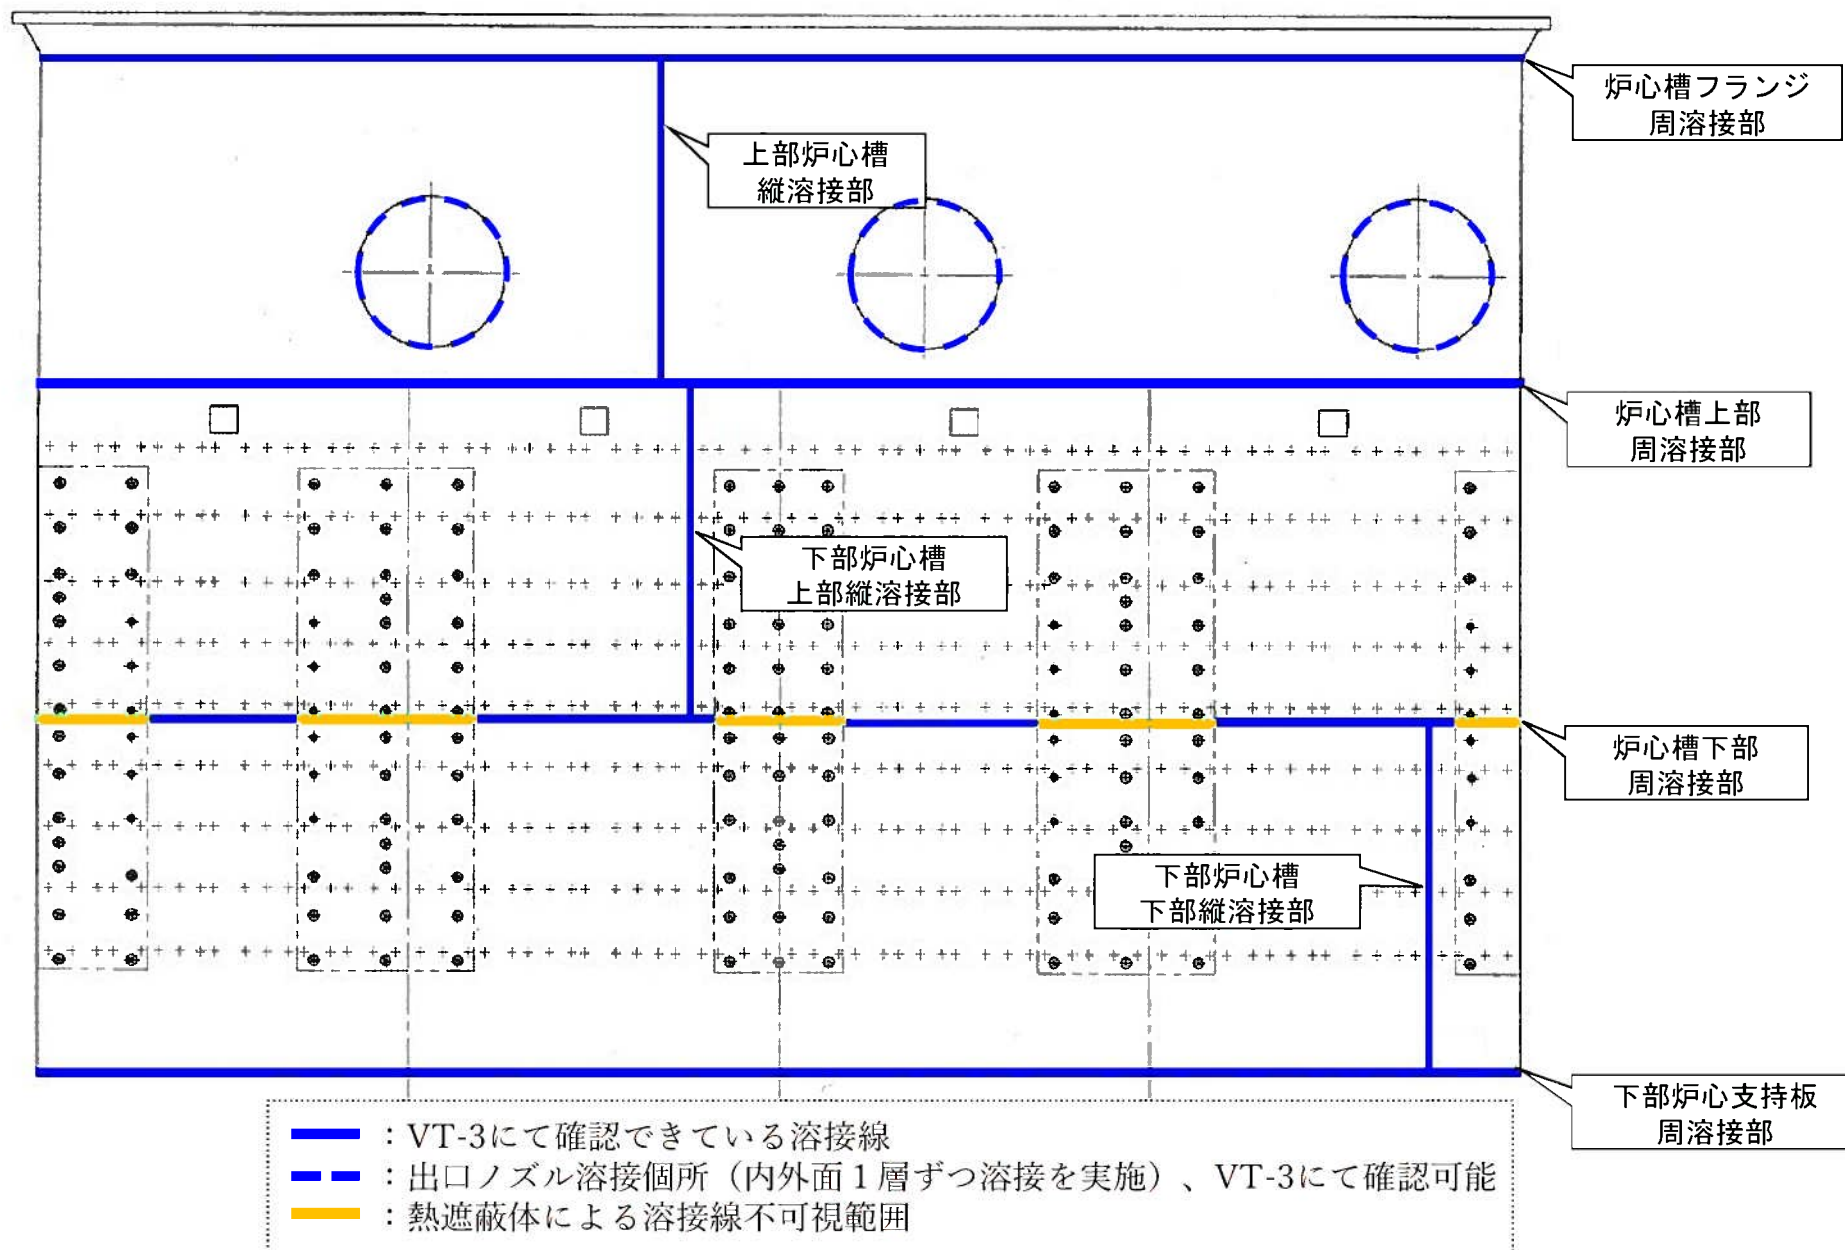 炉心槽フランジ
周溶接部
上部炉心槽
縦溶接部
炉心槽上部
周溶接部
下部炉心槽
上部縦溶接部
炉心槽下部
周溶接部
下部炉心槽
下部縦溶接部
下部炉心支持板
周溶接部
：VT-3にて確認できている溶接線
：出口ノズル溶接個所（内外面１層ずつ溶接を実施）、VT-3にて確認可能
：熱遮蔽体による溶接線不可視範囲